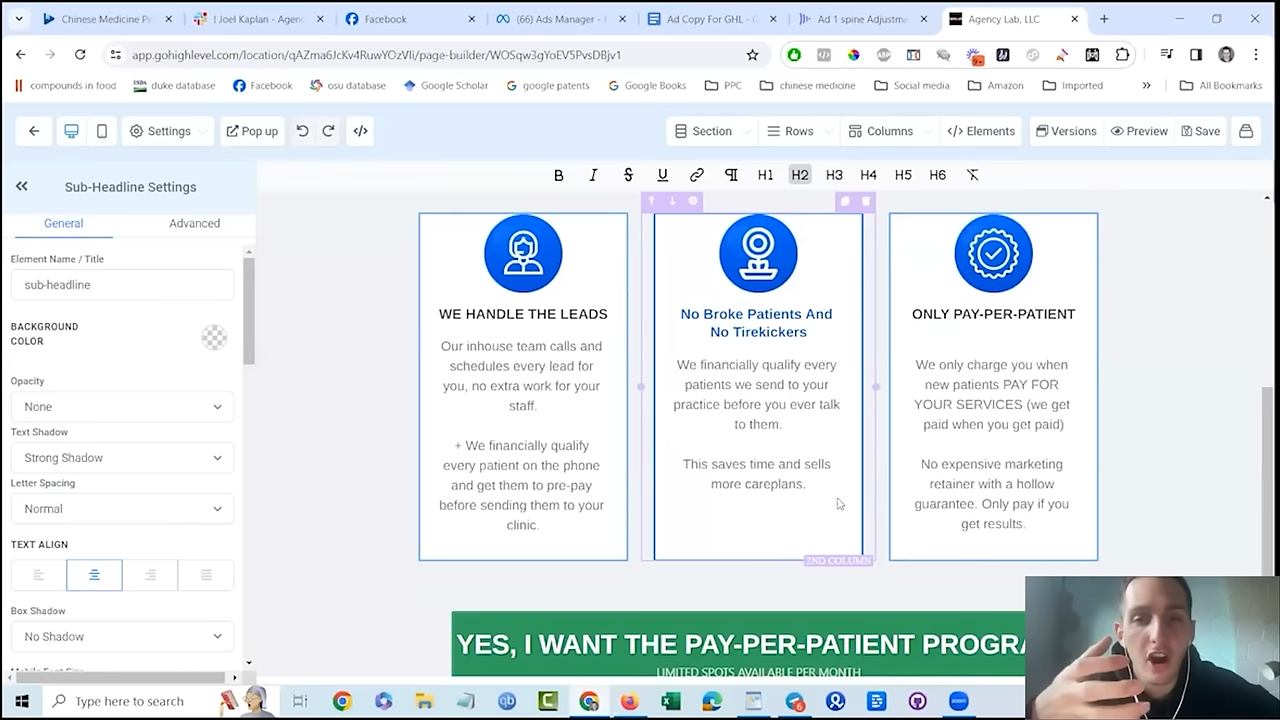 Chinese Medicine Ps
I Joel Kaplan - Agen
Facebook
(66) Ads Manager -
Ad Copy For GHL -
Ad 1 spine Adjustme
Agency Lab, LLC
app.gohighlevel.com/location/qAZma6JcKv4RuwYOzVIi/page-builder/WOSgw3gYoEV5PvsDBjv1
compounds in food
duke database
Facebook
osu database
Google Scholar
google patents
Google Books
PPC
chinese medicine
Social media
Amazon
Imported
All Bookmarks
Settings
Pop up
Section
Rows
Columns
</> Elements
Versions
Preview
Save
Sub-Headline Settings
B I S U H1 H2 H3 H4 H5 H6
General
Advanced
Element Name / Title
sub-headline
BACKGROUND
COLOR
Opacity
None
Text Shadow
Strong Shadow
Letter Spacing
Normal
TEXT ALIGN
Box Shadow
No Shadow
WE HANDLE THE LEADS
Our inhouse team calls and
schedules every lead for
you, no extra work for your
staff.
+ We financially qualify
every patient on the phone
and get them to pre-pay
before sending them to your
clinic.
No Broke Patients And
No Tirekickers
We financially qualify every
patients we send to your
practice before you ever talk
to them.
This saves time and sells
more careplans.
2ND COLUMN
ONLY PAY-PER-PATIENT
We only charge you when
new patients PAY FOR
YOUR SERVICES (we get
paid when you get paid)
No expensive marketing
retainer with a hollow
guarantee. Only pay if you
get results.
YES, I WANT THE PAY-PER-PATIENT PROGRA
LIMITED SPOTS AVAILABLE PER MONTH
Type here to search